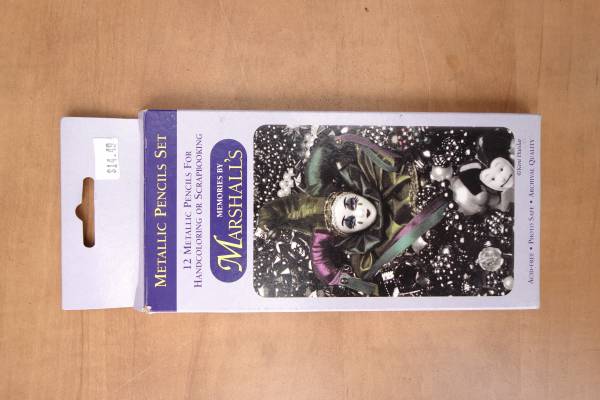 $14.49
METALLIC PENCILS SET
12 METALLIC PENCILS FOR
HANDCOLORING OR SCRAPBOOKING
MEMORIES BY
MARSHALL'S
ACID-FREE • PHOTO SAFE • ARCHIVAL QUALITY